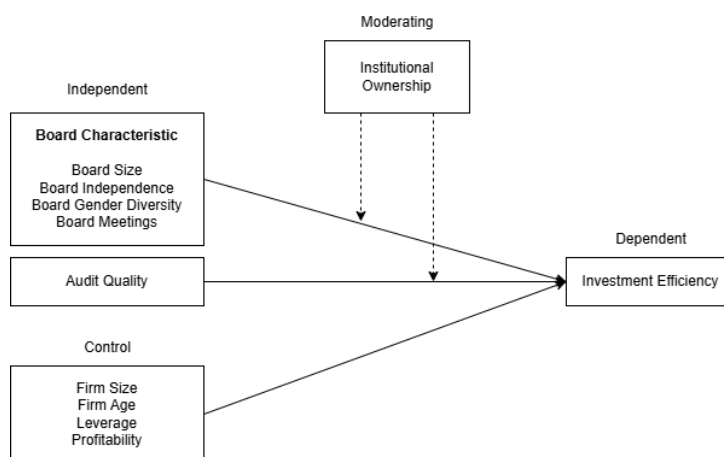 Moderating
Institutional
Ownership
Independent
Board Characteristic
Board Size
Board Independence
Board Gender Diversity
Board Meetings
Audit Quality
Dependent
Investment Efficiency
Control
Firm Size
Firm Age
Leverage
Profitability